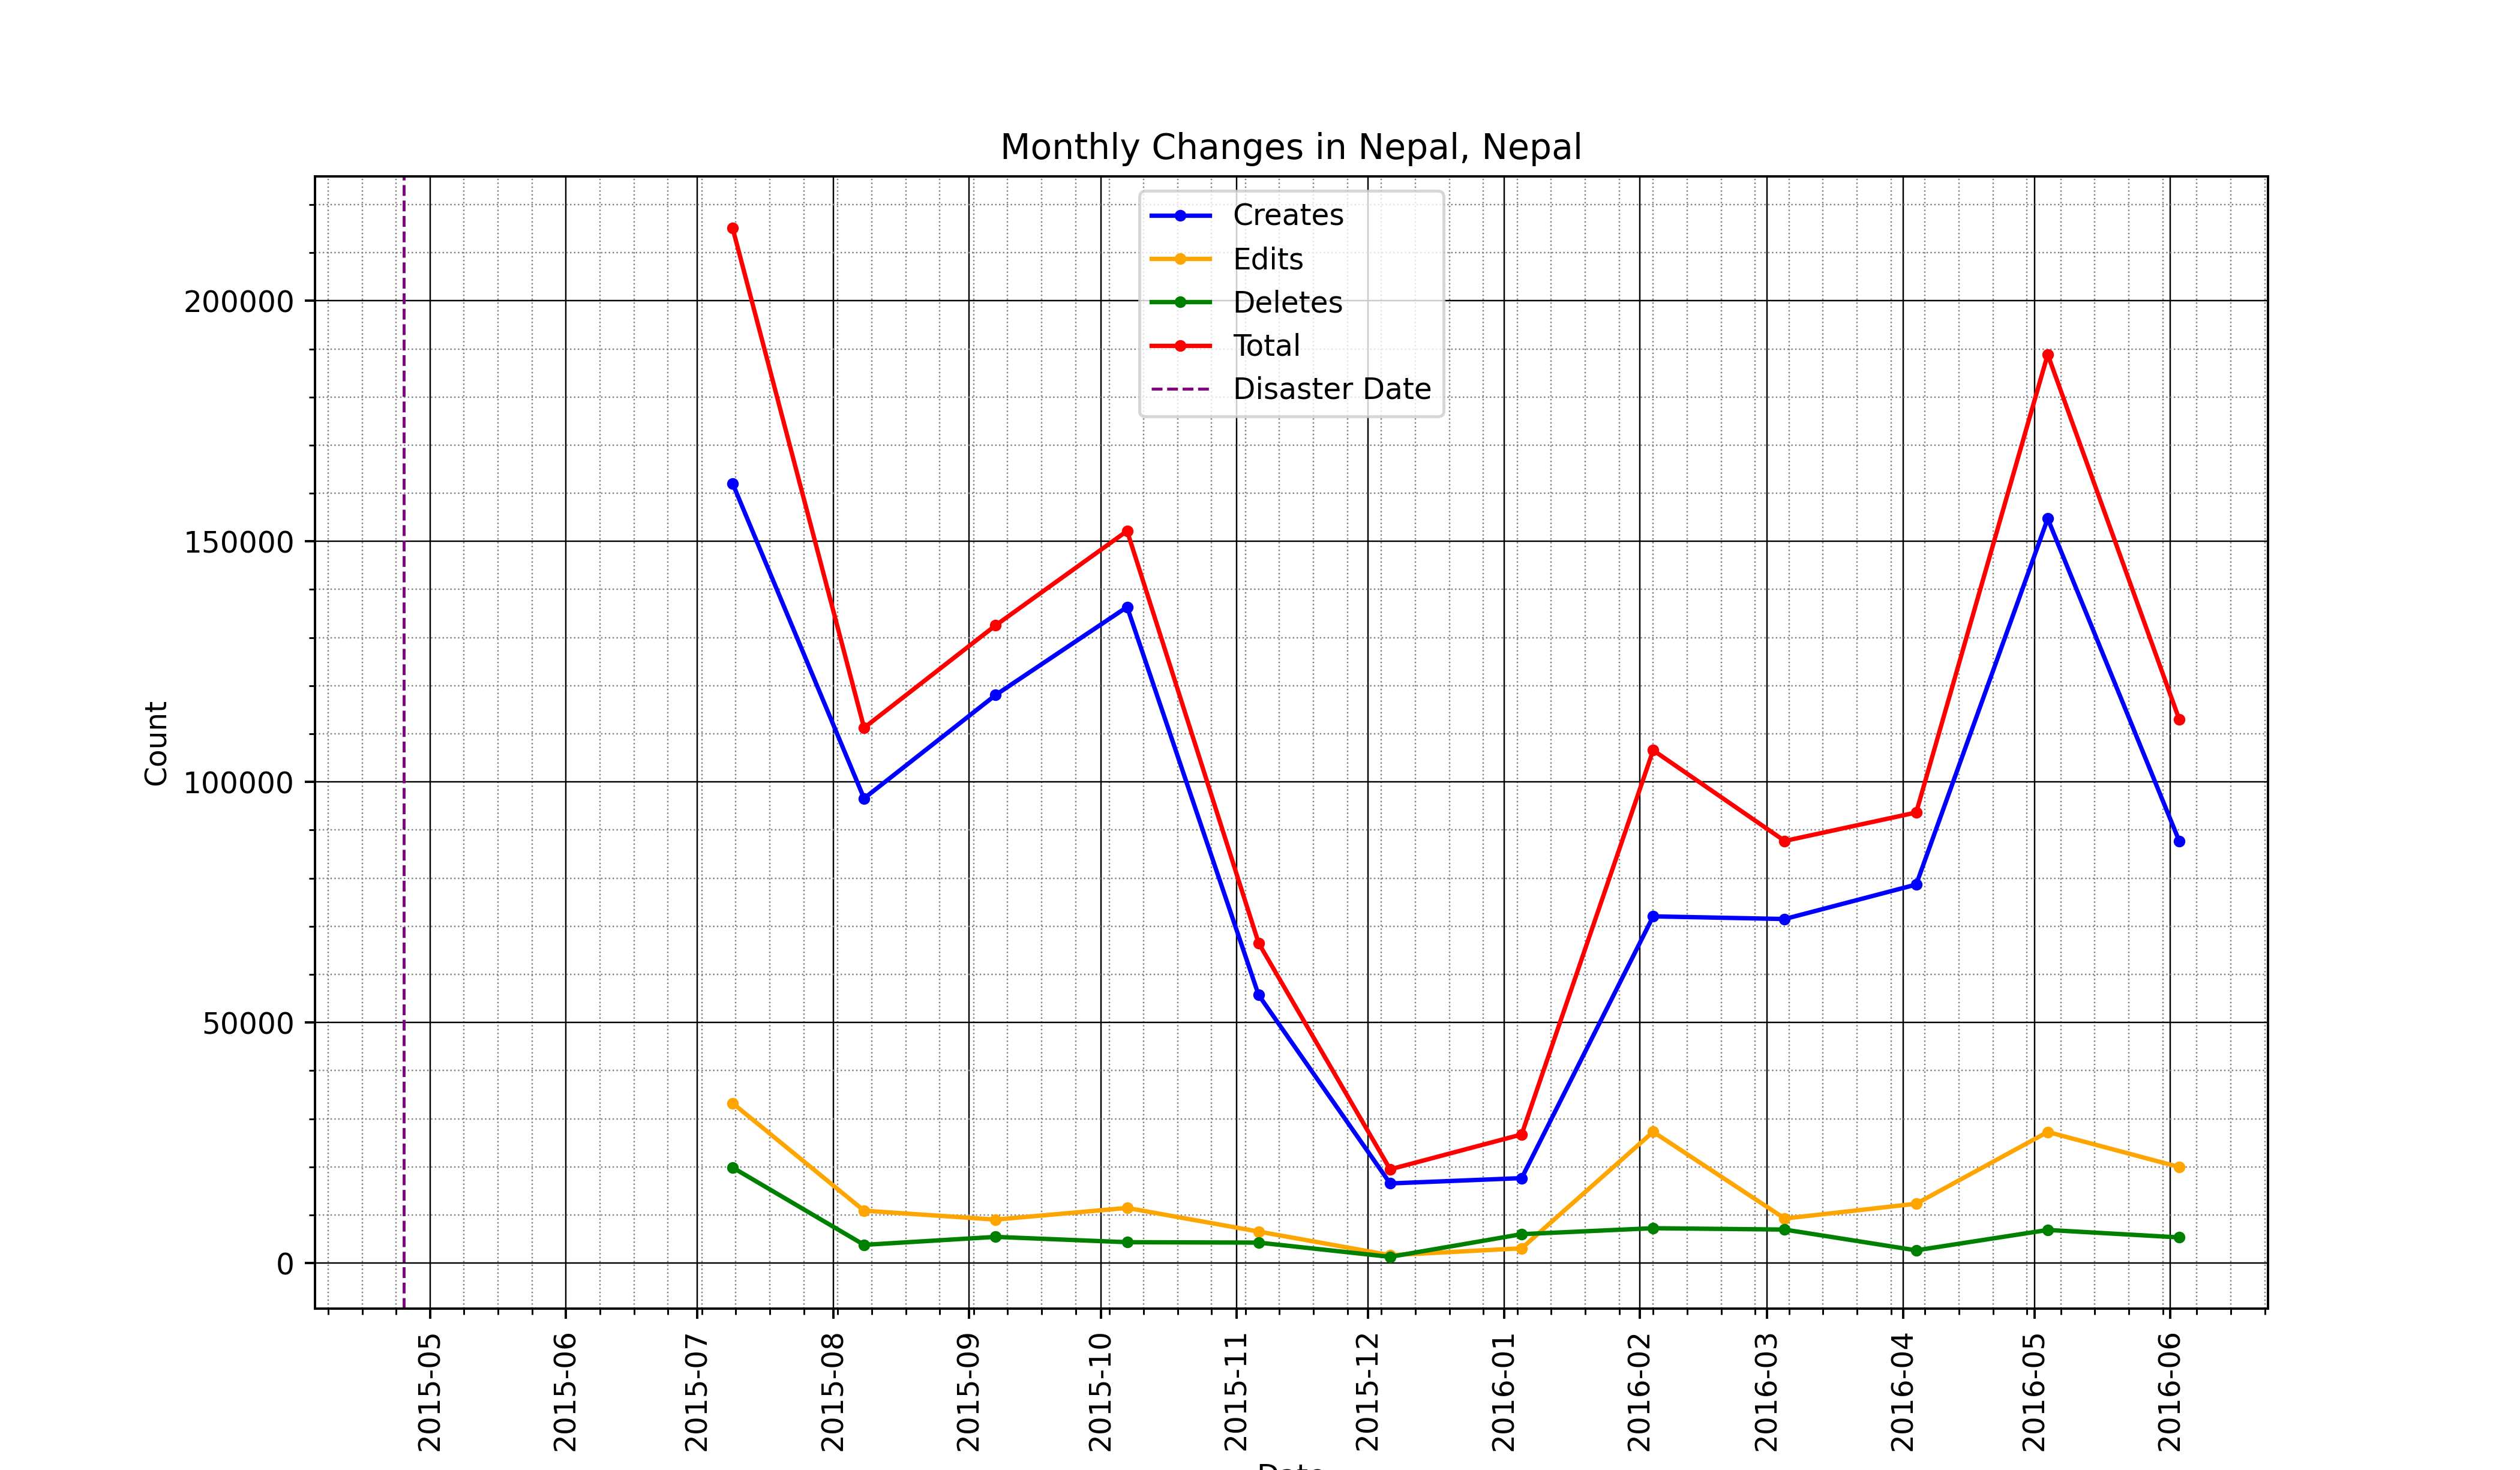 Monthly Changes in Nepal, Nepal
Creates
Edits
Deletes
Total
Disaster Date
Count
200000
150000
100000
50000
0
2015-05
2015-06
2015-07
2015-08
2015-09
2015-10
2015-11
2015-12
2016-01
2016-02
2016-03
2016-04
2016-05
2016-06
Date